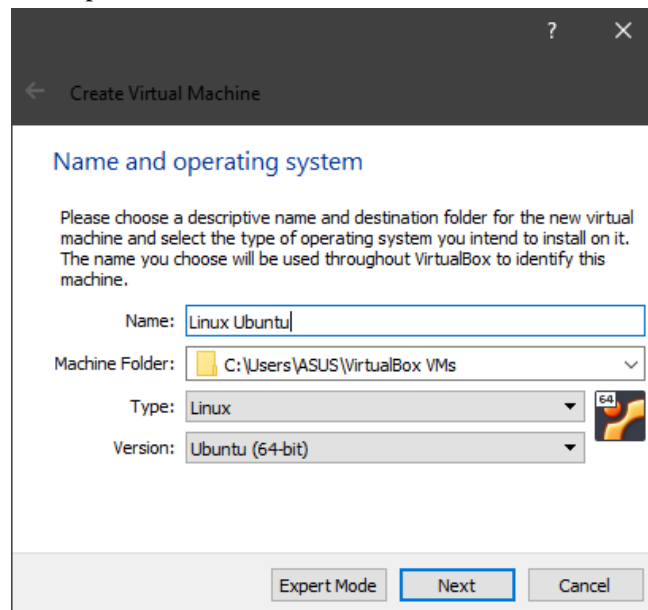 ?
Create Virtual Machine
Name and operating system
Please choose a descriptive name and destination folder for the new virtual
machine and select the type of operating system you intend to install on it.
The name you choose will be used throughout VirtualBox to identify this
machine.
Name: Linux Ubuntu
Machine Folder: C:\Users\ASUS\VirtualBox VMs
Type: Linux
64
Version: Ubuntu (64-bit)
Expert Mode Next Cancel